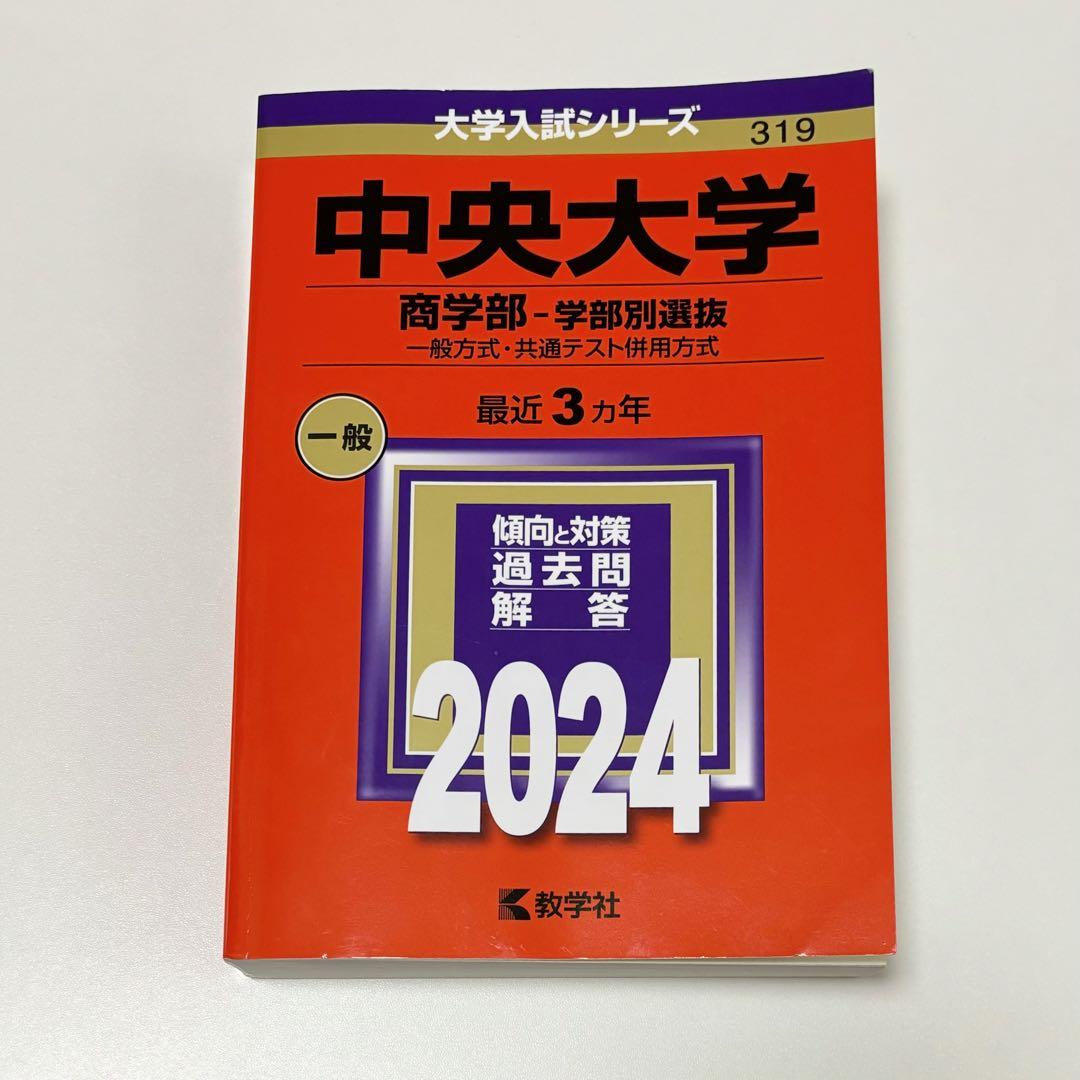 大学入試シリーズ
319
中央大学
商学部-学部別選抜
一般方式・共通テスト併用方式
最近3カ年
一般
傾向と対策
過去問
解答
2024
教学社